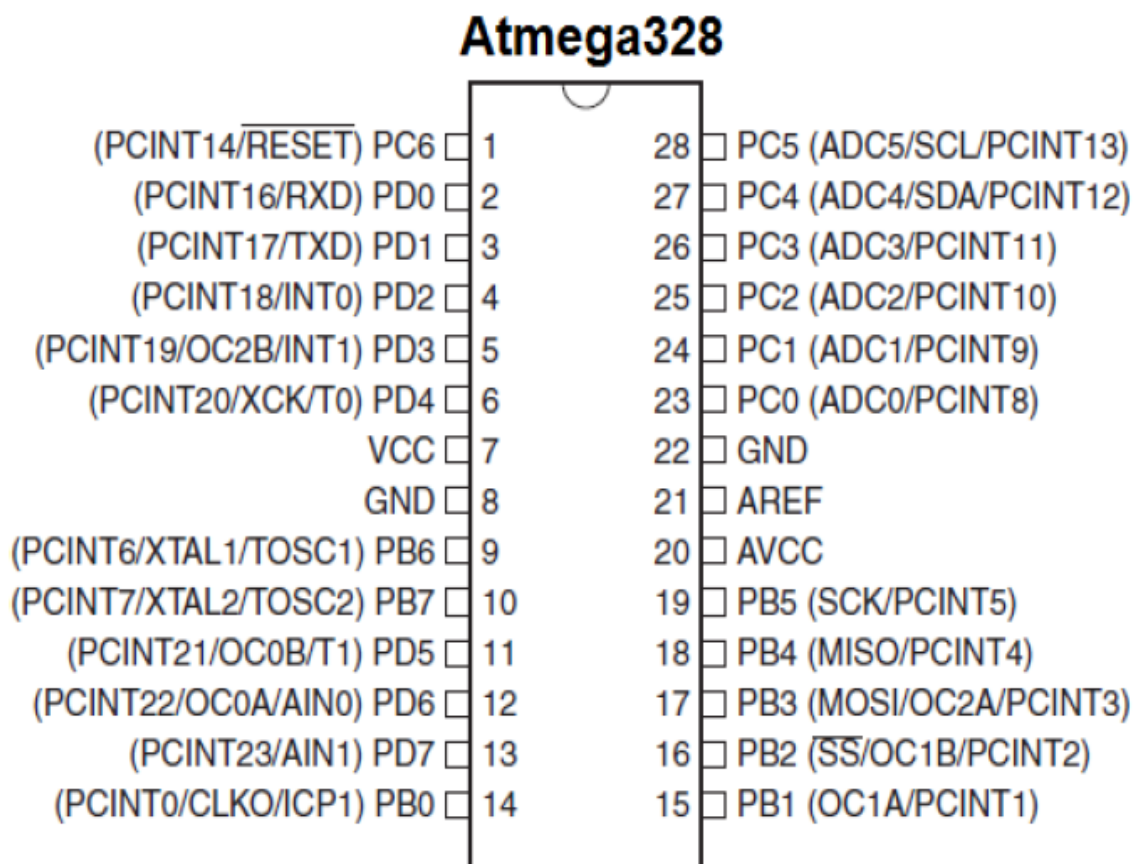 Atmega328
(PCINT14/RESET) PC6 1 28 PC5 (ADC5/SCL/PCINT13)
(PCINT16/RXD) PD0 2 27 PC4 (ADC4/SDA/PCINT12)
(PCINT17/TXD) PD1 3 26 PC3 (ADC3/PCINT11)
(PCINT18/INT0) PD2 4 25 PC2 (ADC2/PCINT10)
(PCINT19/OC2B/INT1) PD3 5 24 PC1 (ADC1/PCINT9)
(PCINT20/XCK/T0) PD4 6 23 PC0 (ADC0/PCINT8)
VCC 7 22 GND
GND 8 21 AREF
(PCINT6/XTAL1/TOSC1) PB6 9 20 AVCC
(PCINT7/XTAL2/TOSC2) PB7 10 19 PB5 (SCK/PCINT5)
(PCINT21/OC0B/T1) PD5 11 18 PB4 (MISO/PCINT4)
(PCINT22/OC0A/AIN0) PD6 12 17 PB3 (MOSI/OC2A/PCINT3)
(PCINT23/AIN1) PD7 13 16 PB2 (SS/OC1B/PCINT2)
(PCINT0/CLKO/ICP1) PB0 14 15 PB1 (OC1A/PCINT1)